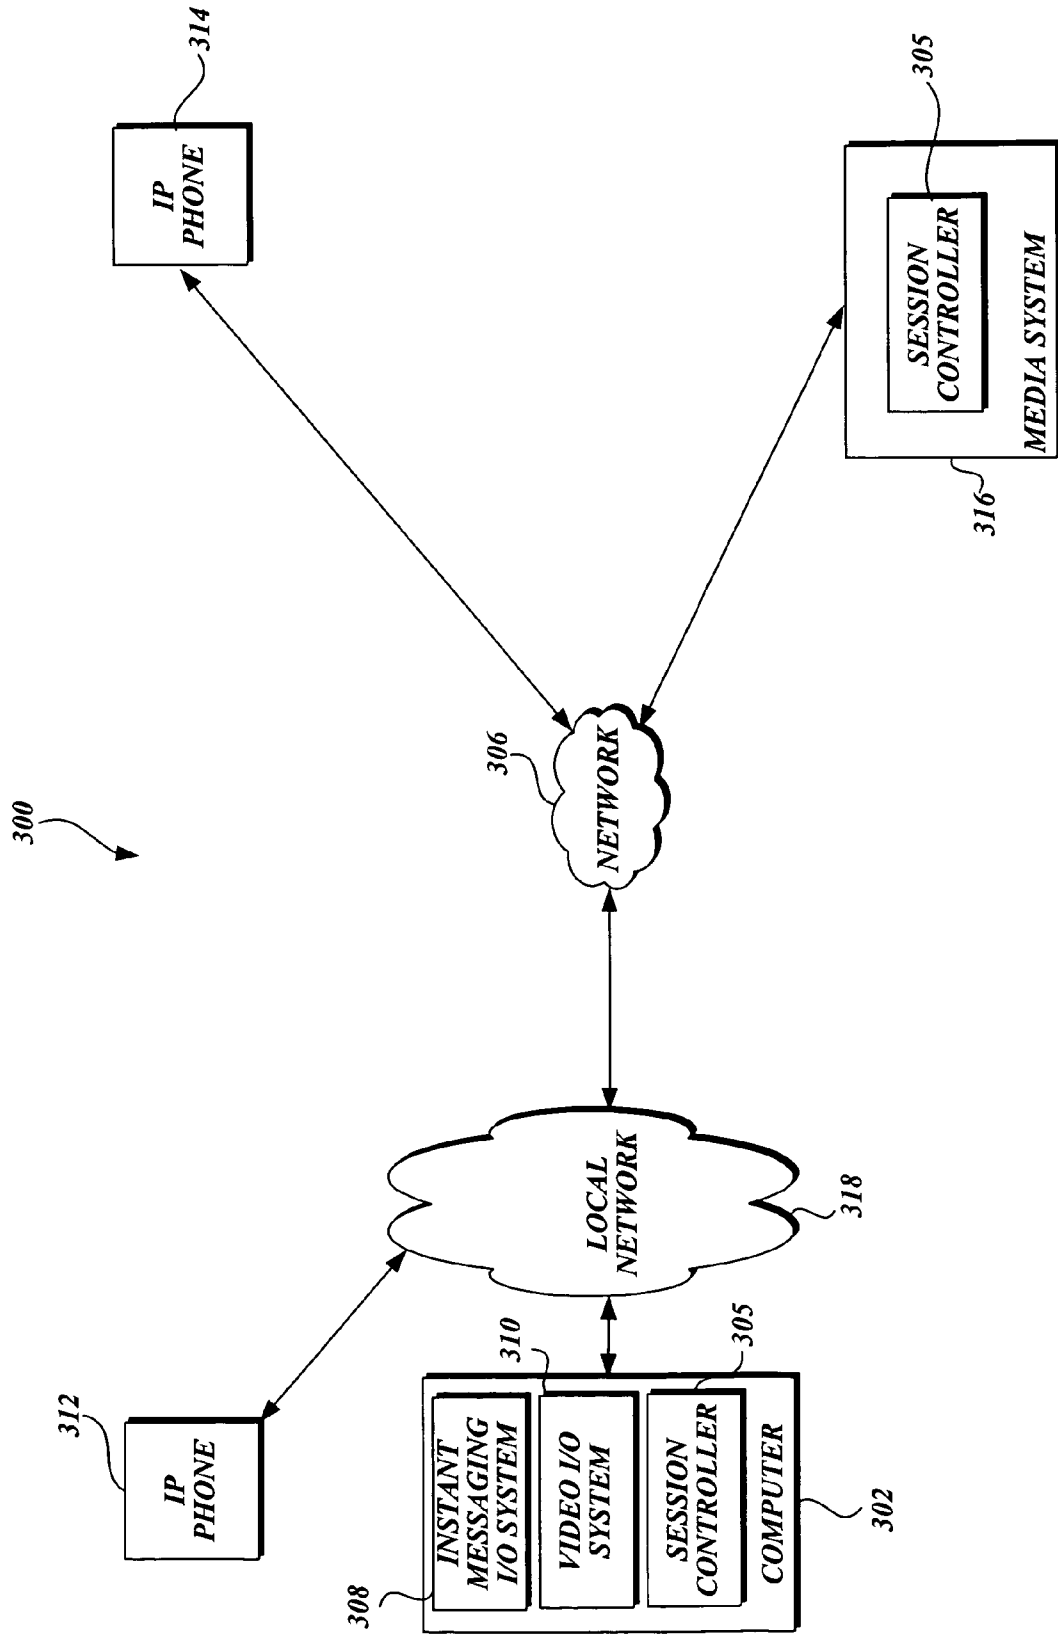 300
312
IP
PHONE
308
INSTANT
MESSAGING
I/O SYSTEM
310
VIDEO I/O
SYSTEM
305
SESSION
CONTROLLER
COMPUTER
302
LOCAL
NETWORK
318
306
NETWORK
314
IP
PHONE
305
SESSION
CONTROLLER
MEDIA SYSTEM
316